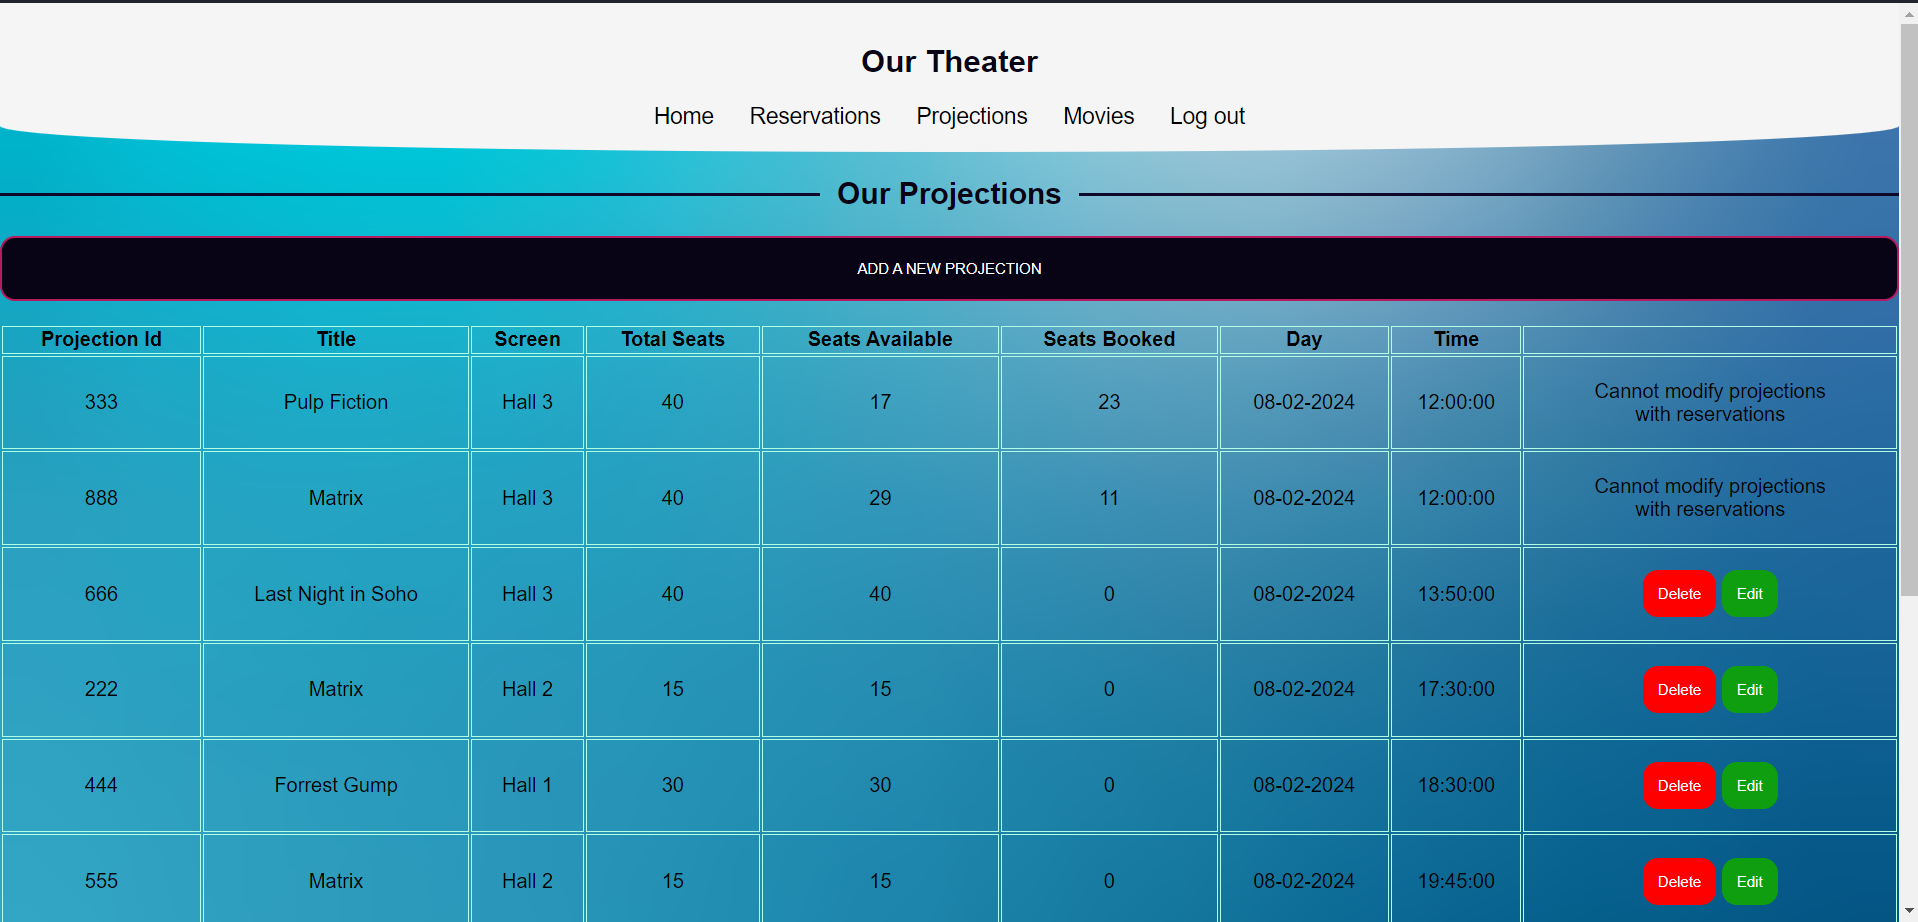 Our Theater
Home Reservations Projections Movies Log out
Our Projections
ADD A NEW PROJECTION
Projection Id Title Screen Total Seats Seats Available Seats Booked Day Time
333 Pulp Fiction Hall 3 40 17 23 08-02-2024 12:00:00 Cannot modify projections
with reservations
888 Matrix Hall 3 40 29 11 08-02-2024 12:00:00 Cannot modify projections
with reservations
666 Last Night in Soho Hall 3 40 40 0 08-02-2024 13:50:00 Delete Edit
222 Matrix Hall 2 15 15 0 08-02-2024 17:30:00 Delete Edit
444 Forrest Gump Hall 1 30 30 0 08-02-2024 18:30:00 Delete Edit
555 Matrix Hall 2 15 15 0 08-02-2024 19:45:00 Delete Edit